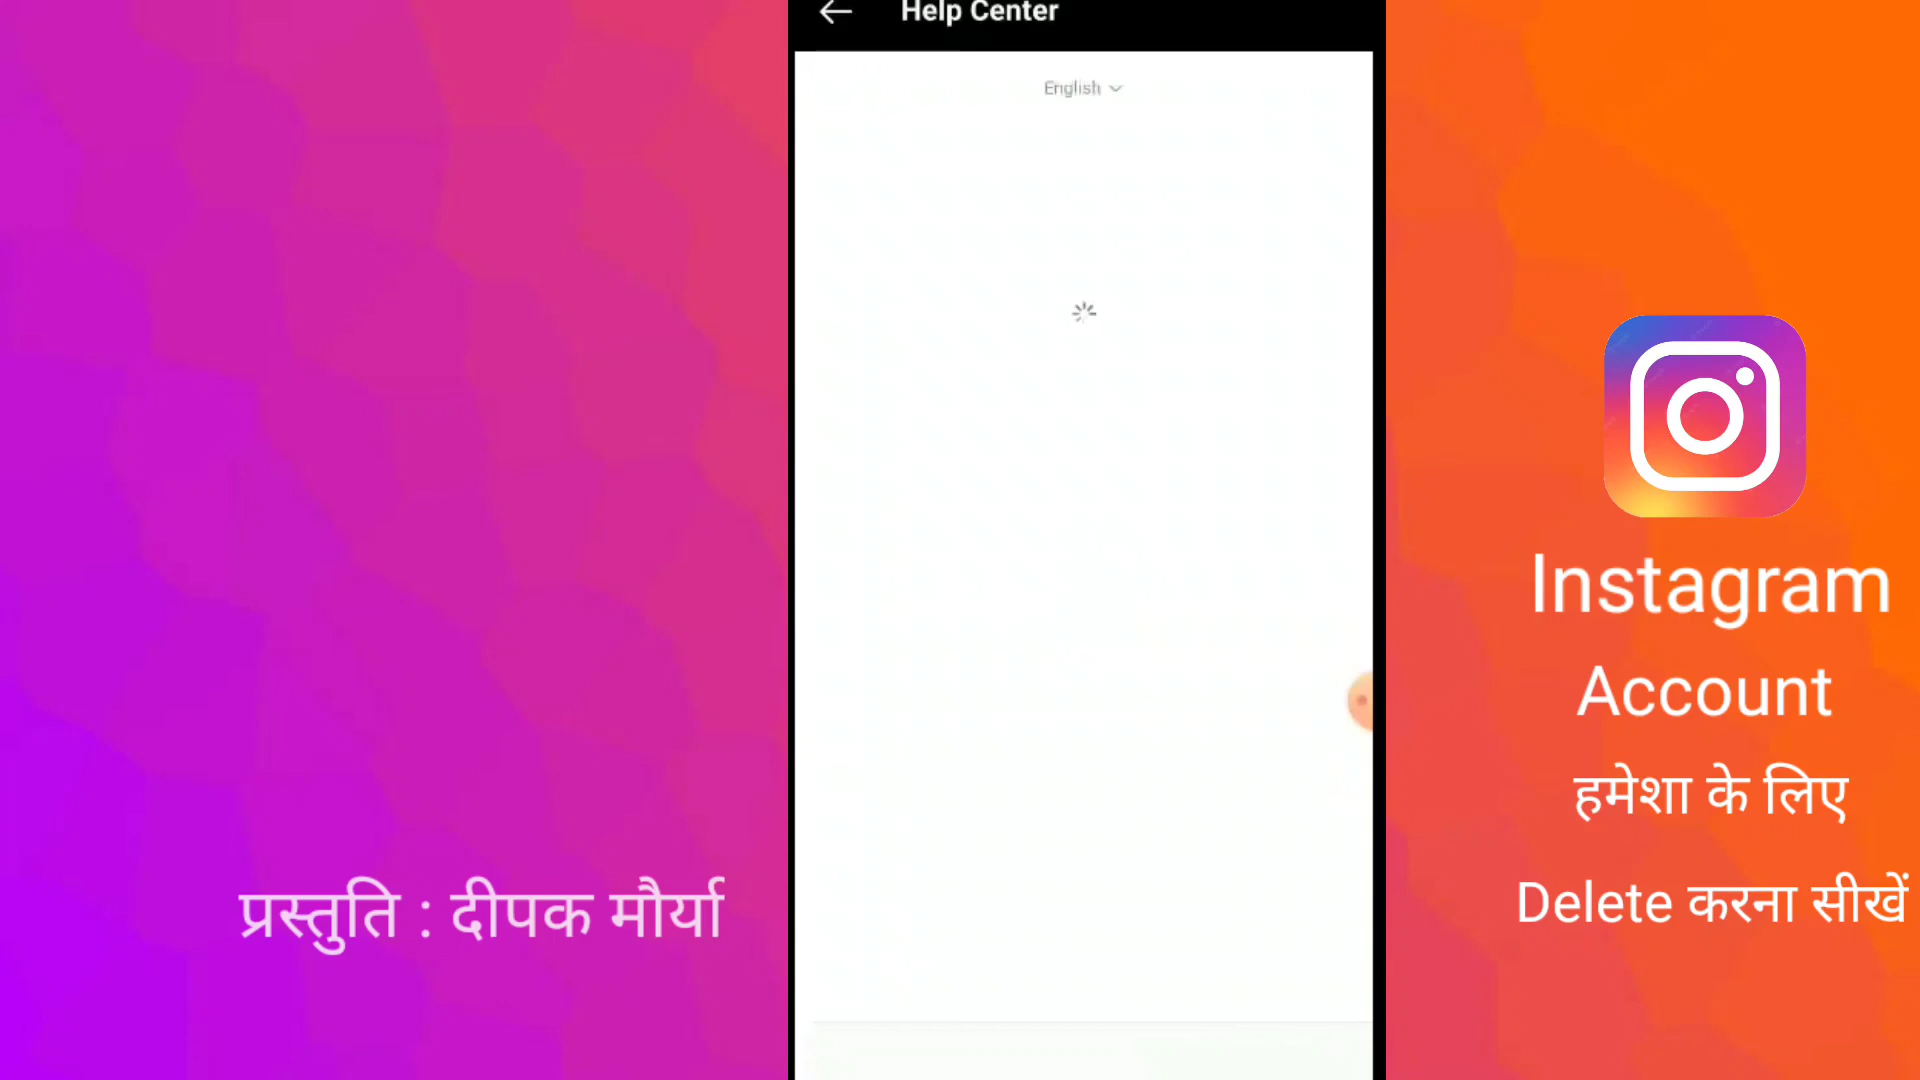 Help Center
English
Instagram
Account
हमेशा के लिए
Delete करना सीखें
प्रस्तुति : दीपक मौर्या